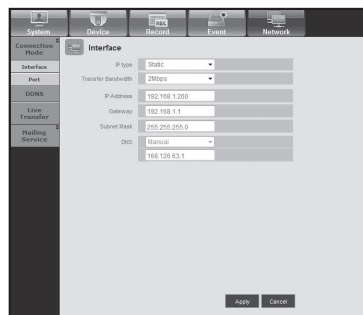 System Device Record Event Network
Connection Mode
Interface
Port
DDNS
Live Transfer
Mailing Service
Interface
IP type Static
Transfer Bandwidth 2Mbps
IP Address 192.168.1.200
Gateway 192.168.1.1
Subnet Mask 255.255.255.0
DNS Manual
168.126.63.1
Apply Cancel